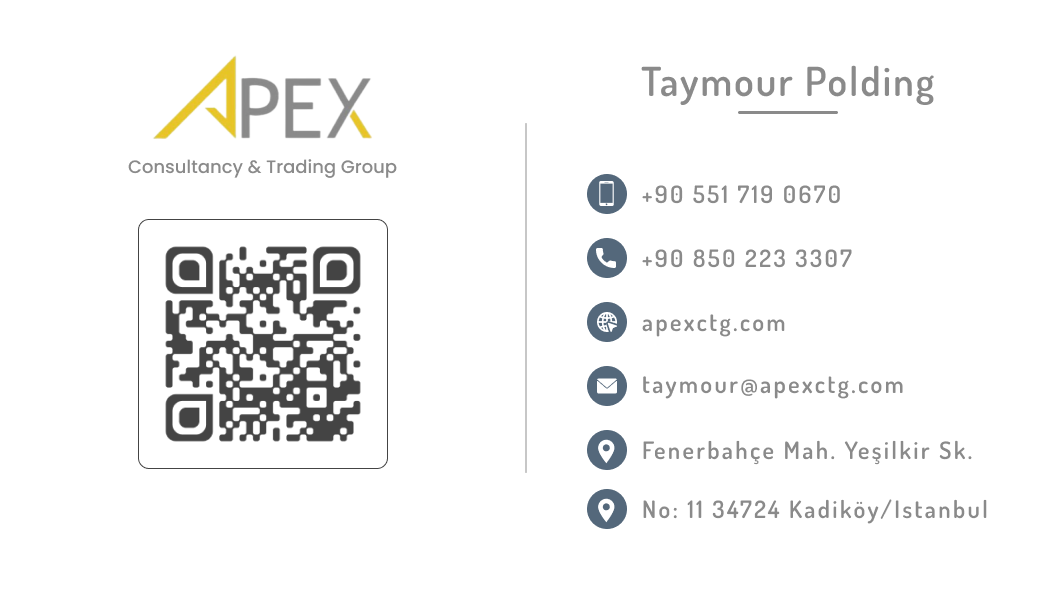 APEX
Consultancy & Trading Group
Taymour Polding
+90 551 719 0670
+90 850 223 3307
apexctg.com
taymour@apexctg.com
Fenerbahçe Mah. Yeşilkir Sk.
No: 11 34724 Kadiköy/Istanbul